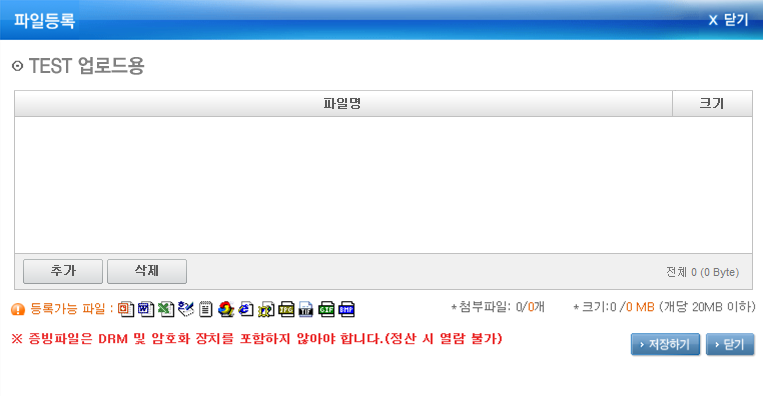 파일등록
X 닫기
TEST 업로드용
파일명 크기
추가 삭제 전체 0 (0 Byte)
등록가능 파일 : JPG TIF GIF BMP *첨부파일: 0/0개 *크기:0 /0 MB (개당 20MB 이하)
※ 증빙파일은 DRM 및 암호화 장치를 포함하지 않아야 합니다.(정산 시 열람 불가)
저장하기 닫기